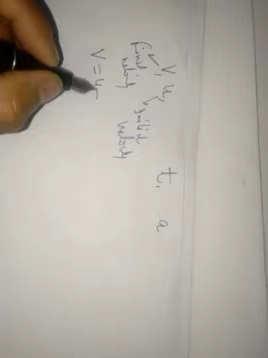 V, u, t, a
final velocity initial velocity
V = u